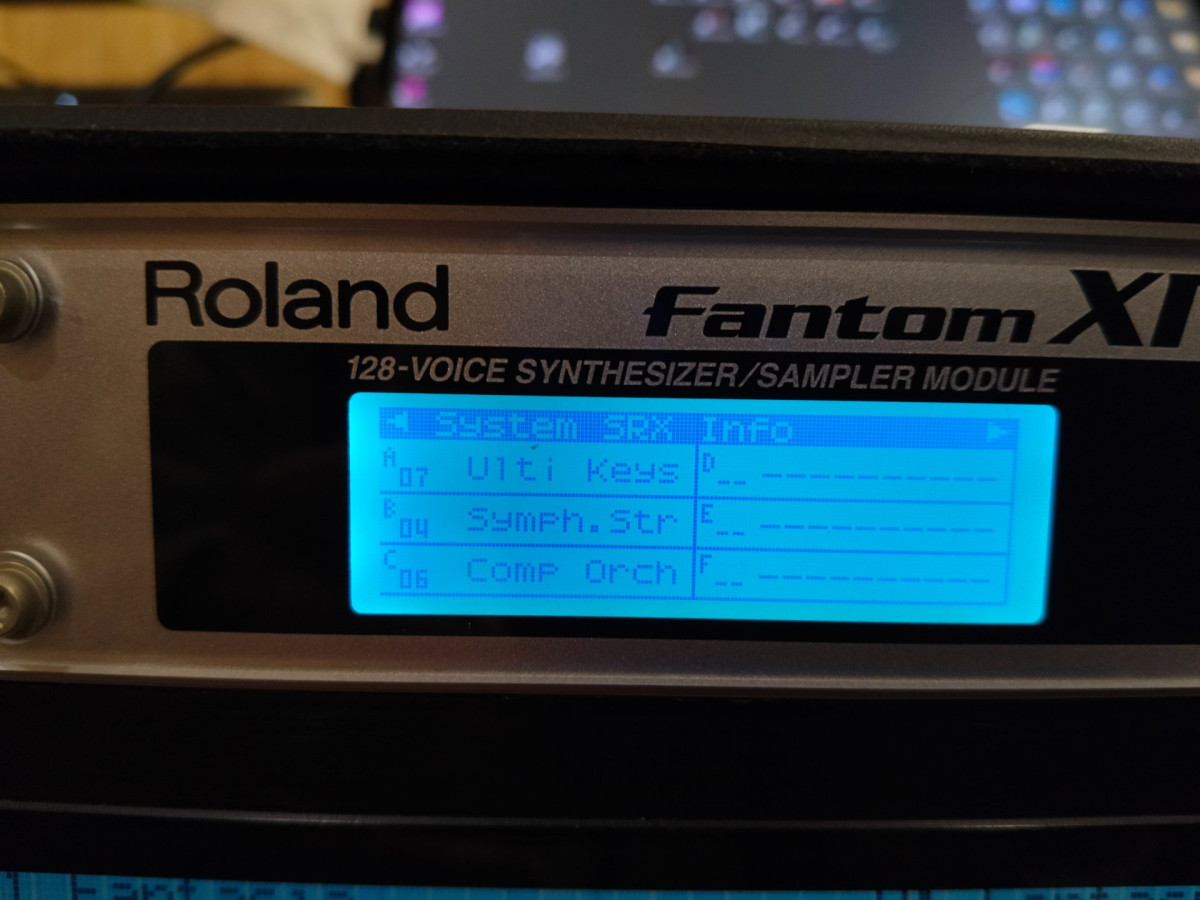 Roland
Fantom XR
128-VOICE SYNTHESIZER/SAMPLER MODULE
◀ System SRX Info ▶
A 07 Ulti Keys
D -- ------------
B 04 Symph.Str
E -- ------------
C 06 Comp Orch
F -- ------------